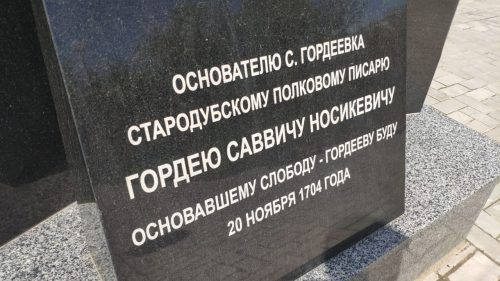 ОСНОВАТЕЛЮ С. ГОРДЕЕВКА
СТАРОДУБСКОМУ ПОЛКОВОМУ ПИСАРЮ
ГОРДЕЮ САВВИЧУ НОСИКЕВИЧУ
ОСНОВАВШЕМУ СЛОБОДУ - ГОРДЕЕВУ БУДУ
20 НОЯБРЯ 1704 ГОДА